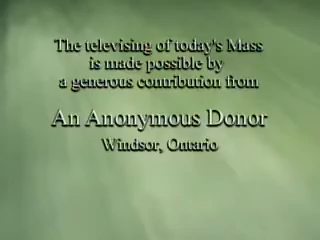 The televising of today's Mass
is made possible by
a generous contribution from
An Anonymous Donor
Windsor, Ontario